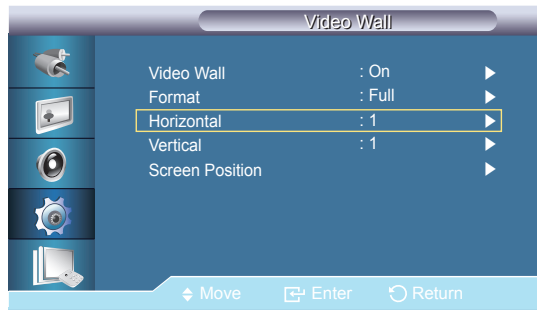 Video Wall
Video Wall : On
Format : Full
Horizontal : 1
Vertical : 1
Screen Position
Move Enter Return